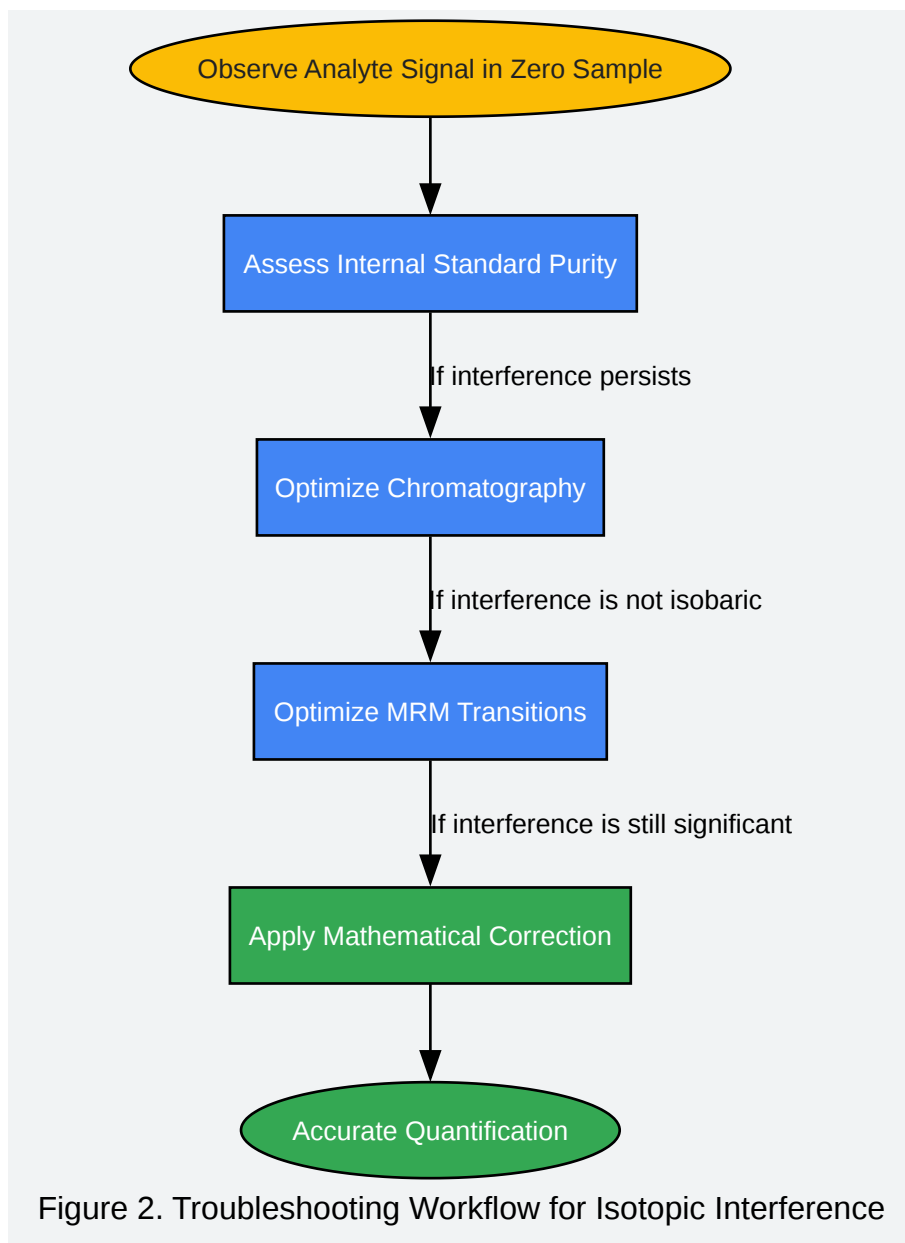 Observe Analyte Signal in Zero Sample
Assess Internal Standard Purity
If interference persists
Optimize Chromatography
If interference is not isobaric
Optimize MRM Transitions
If interference is still significant
Apply Mathematical Correction
Accurate Quantification
Figure 2. Troubleshooting Workflow for Isotopic Interference